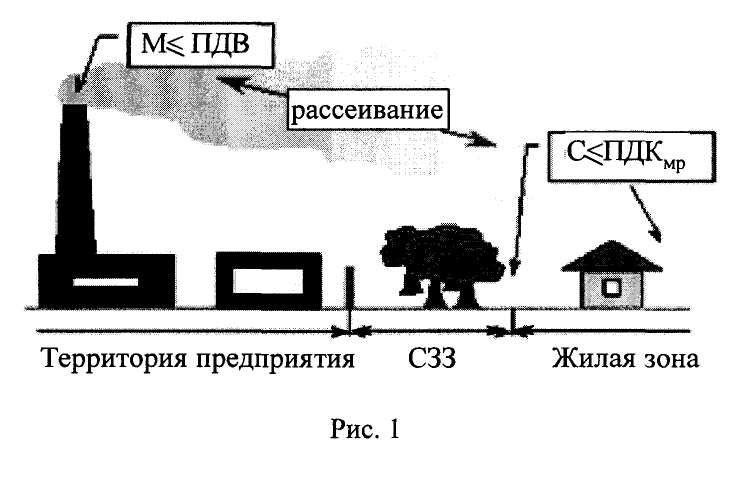 М⩽ ПДВ
рассеивание
С⩽ПДКмр
Территория предприятия
СЗЗ
Жилая зона
Рис. 1